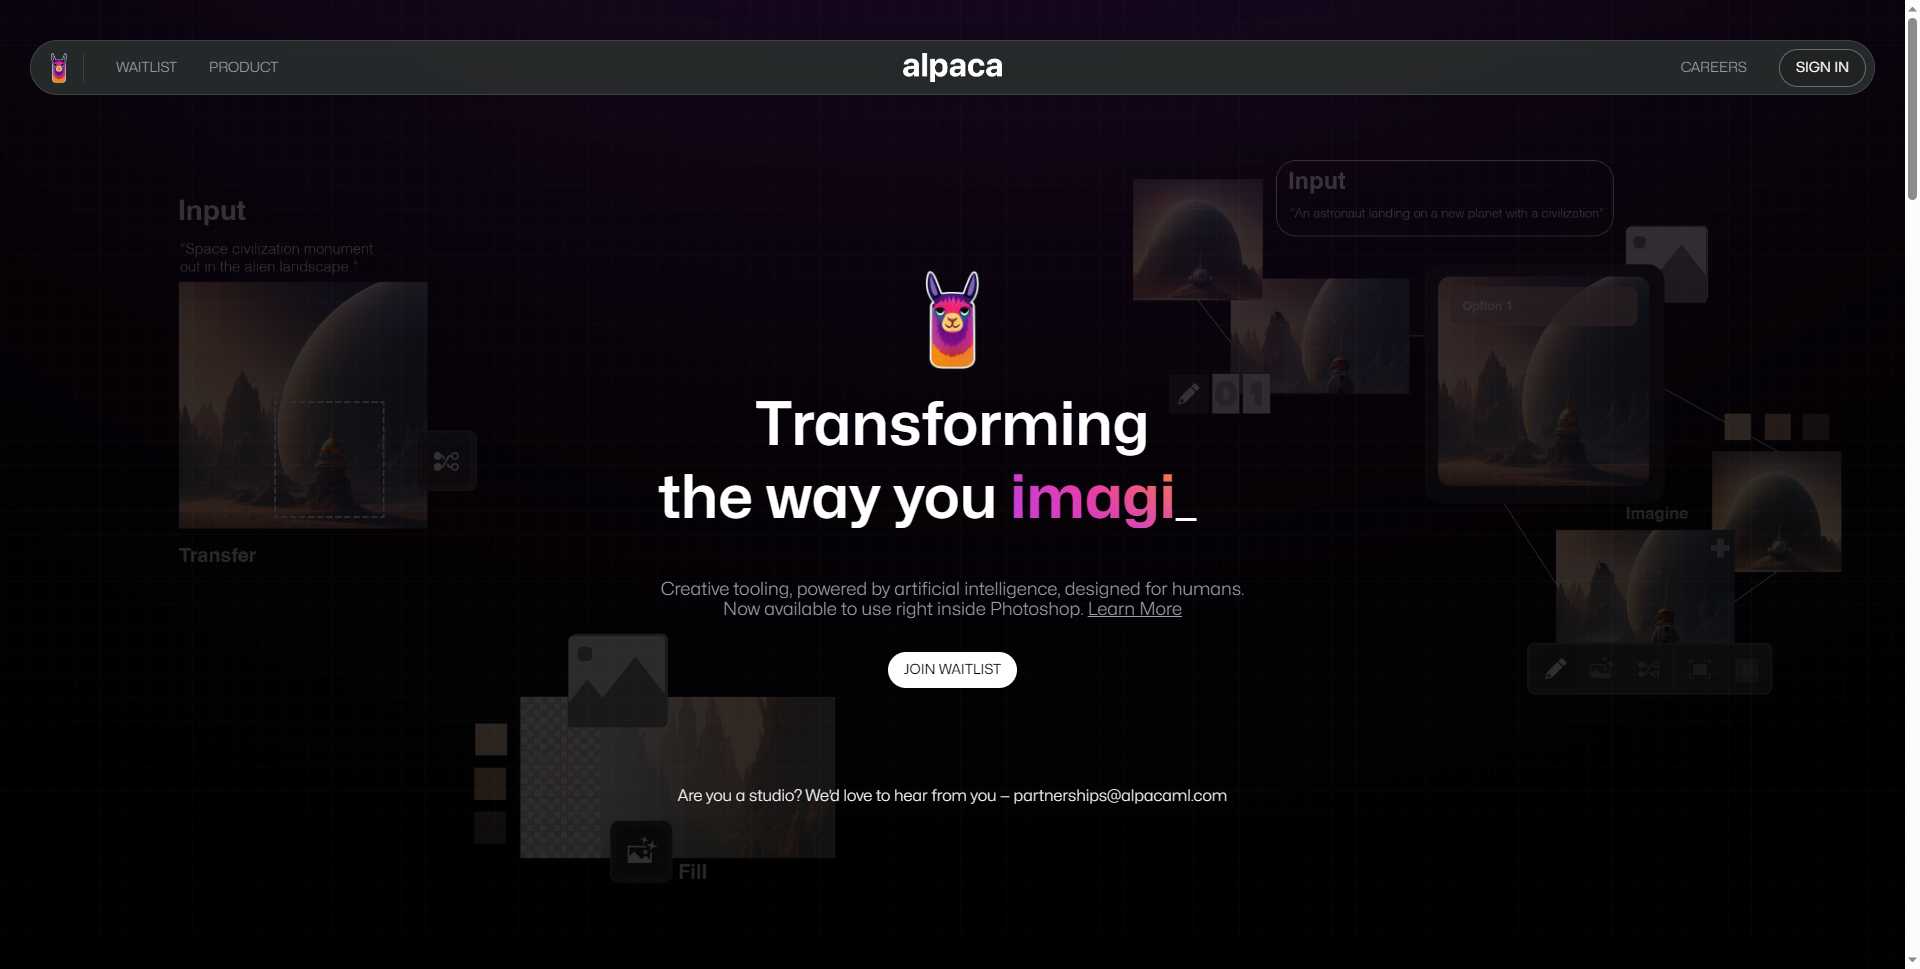 WAITLIST
PRODUCT
alpaca
CAREERS
SIGN IN
Input
"Space civilization monument
out in the alien landscape."
Transfer
Input
"An astronaut landing on a new planet with a civilization"
Option 1
01
Imagine
Transforming
the way you imagi_
Creative tooling, powered by artificial intelligence, designed for humans.
Now available to use right inside Photoshop. Learn More
JOIN WAITLIST
Are you a studio? We'd love to hear from you – partnerships@alpacaml.com
Fill